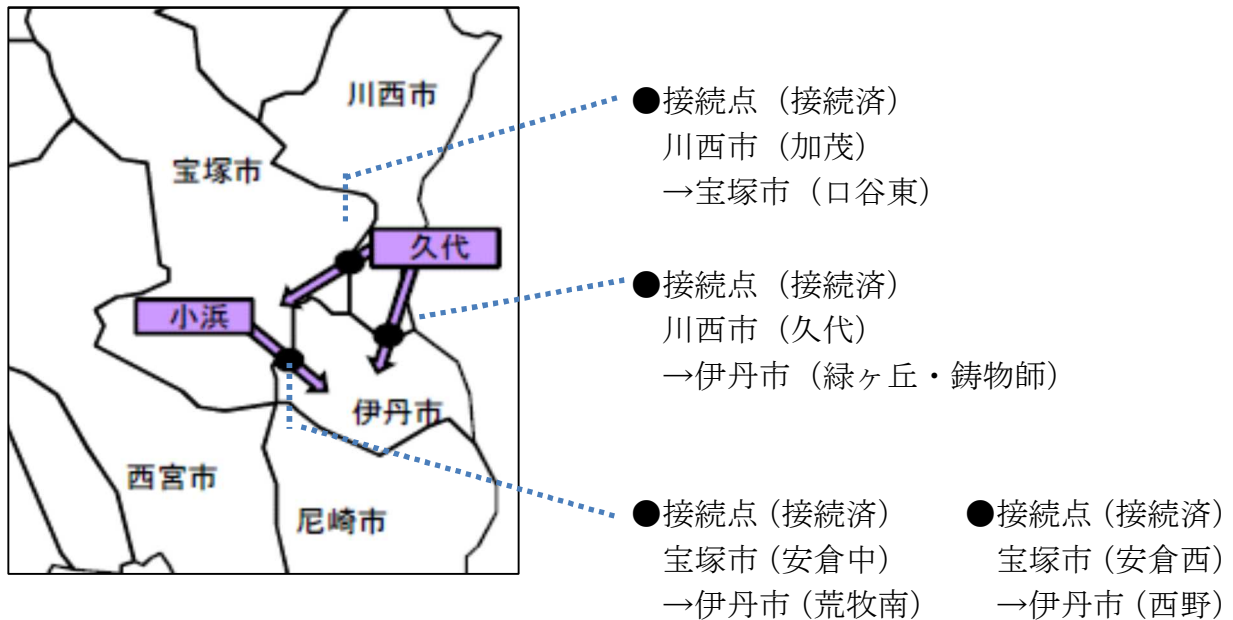 川西市
宝塚市
久代
小浜
伊丹市
西宮市
尼崎市
●接続点（接続済）
川西市（加茂）
→宝塚市（口谷東）
●接続点（接続済）
川西市（久代）
→伊丹市（緑ヶ丘・鋳物師）
●接続点（接続済）
宝塚市（安倉中）
→伊丹市（荒牧南）
●接続点（接続済）
宝塚市（安倉西）
→伊丹市（西野）